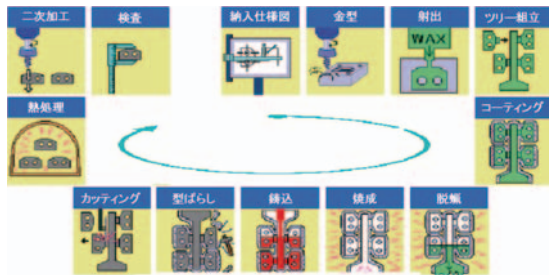 二次加工
検査
納入仕様図
金型
射出
ツリー組立
WAX
熱処理
コーティング
カッティング
型ばらし
鋳込
焼成
脱蝋